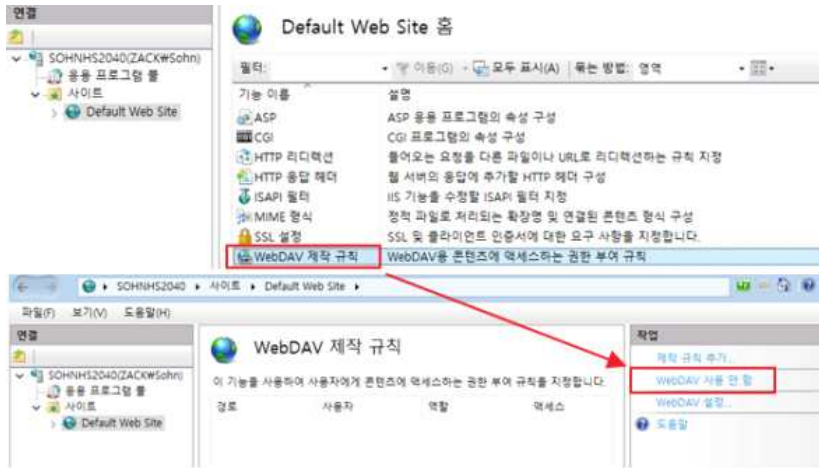 연결
Default Web Site 홈
SOHNHS2040(ZACK₩Sohn)
응용 프로그램 풀
사이트
Default Web Site
필터: 이동(G) 모두 표시(A) 묶는 방법: 영역
기능 이름 설명
ASP ASP 응용 프로그램의 속성 구성
CGI CGI 프로그램의 속성 구성
HTTP 리디렉션 들어오는 요청을 다른 파일이나 URL로 리디렉션하는 규칙 지정
HTTP 응답 헤더 웹 서버의 응답에 추가할 HTTP 헤더 구성
ISAPI 필터 IIS 기능을 수정할 ISAPI 필터 지정
MIME 형식 정적 파일로 처리되는 확장명 및 연결된 콘텐츠 형식 구성
SSL 설정 SSL 및 클라이언트 인증서에 대한 요구 사항을 지정합니다.
WebDAV 제작 규칙 WebDAV용 콘텐츠에 액세스하는 권한 부여 규칙
SOHNHS2040 사이트 Default Web Site
파일(F) 보기(V) 도움말(H)
연결
SOHNHS2040(ZACK₩Sohn)
응용 프로그램 풀
사이트
Default Web Site
WebDAV 제작 규칙
이 기능을 사용하여 사용자에게 콘텐츠에 액세스하는 권한 부여 규칙을 지정합니다.
경로 사용자 역할 액세스
작업
제작 규칙 추가...
WebDAV 사용 안 함
WebDAV 설정...
도움말